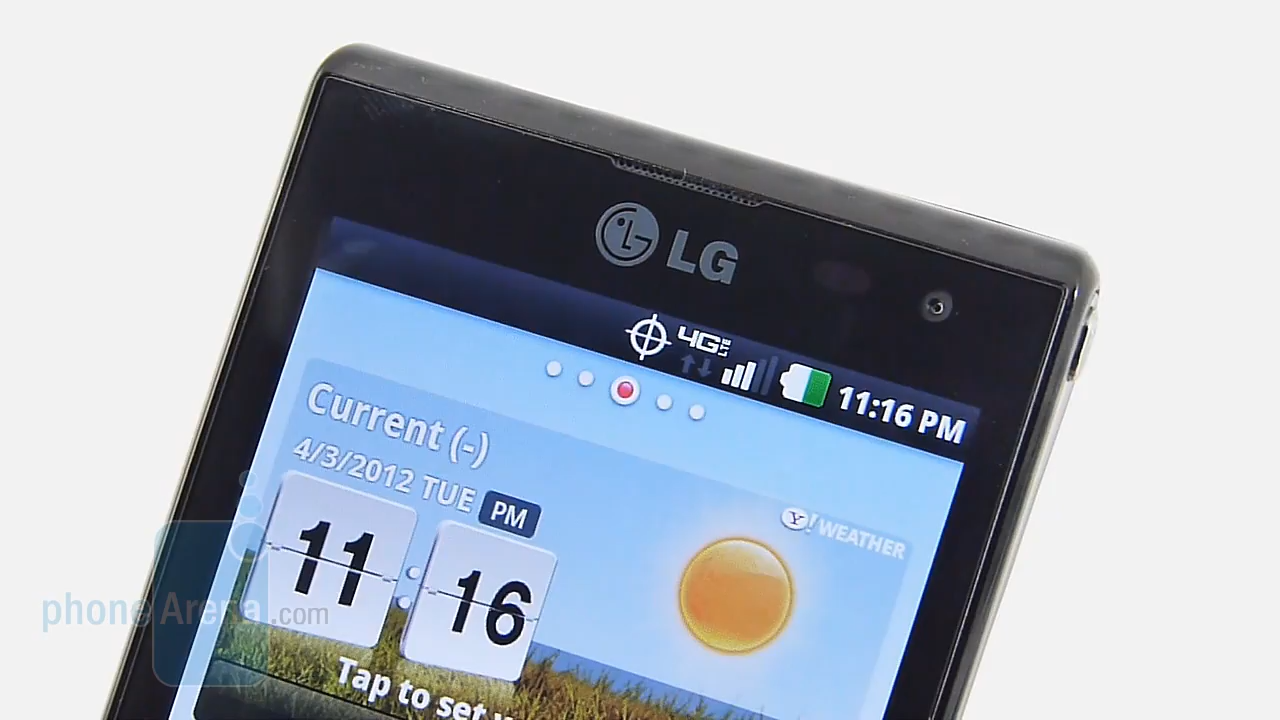 LG
4G LTE
11:16 PM
Current (-)
4/3/2012 TUE PM
Y! WEATHER
11:16
phoneArena.com
Tap to set